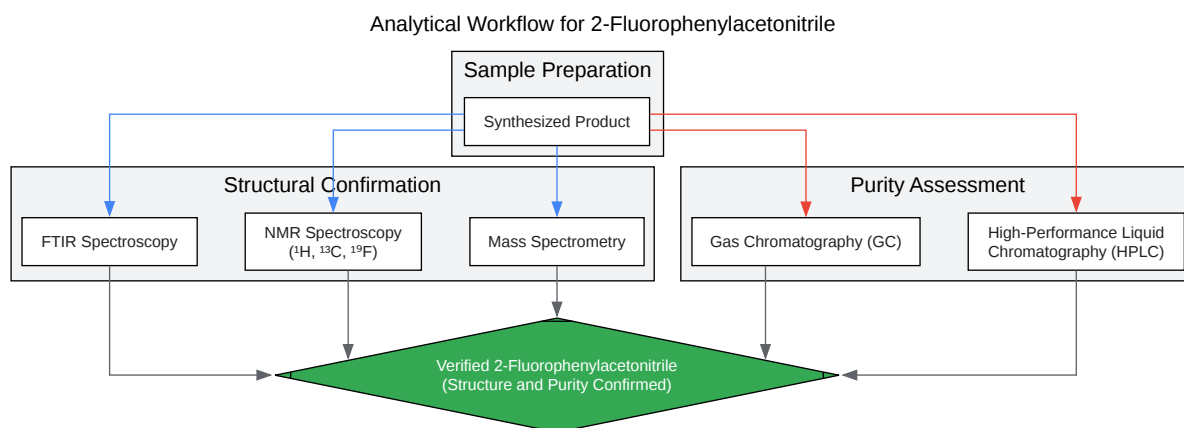 Analytical Workflow for 2-Fluorophenylacetonitrile
Sample Preparation
Synthesized Product
Structural Confirmation
Purity Assessment
FTIR Spectroscopy
NMR Spectroscopy
(¹H, ¹³C, ¹⁹F)
Mass Spectrometry
Gas Chromatography (GC)
High-Performance Liquid
Chromatography (HPLC)
Verified 2-Fluorophenylacetonitrile
(Structure and Purity Confirmed)